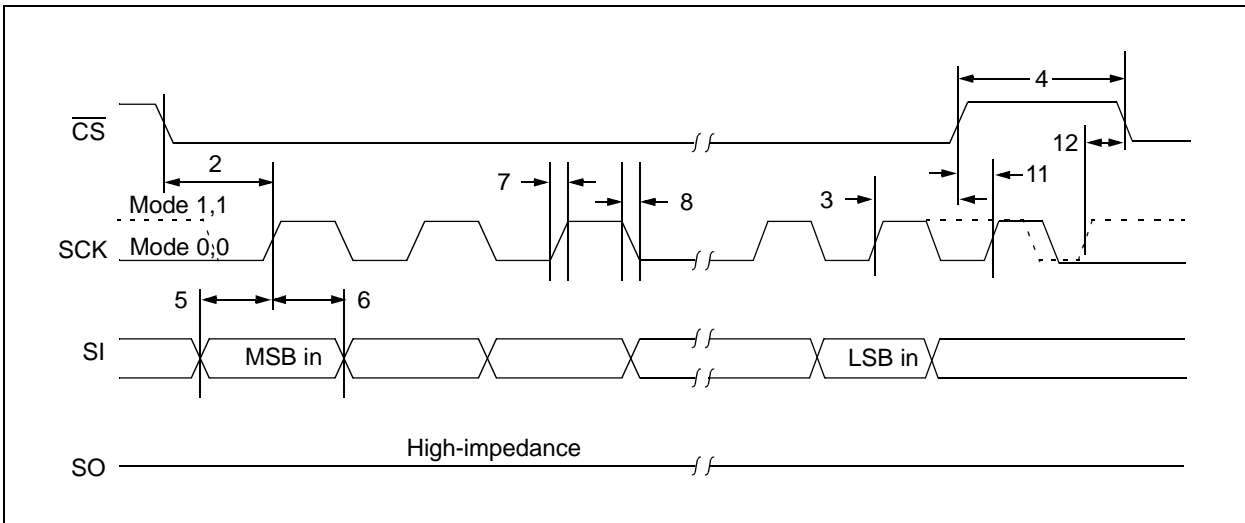 4
CS
12
2
7
11
Mode 1,1
3
8
SCK
Mode 0,0
5
6
SI
MSB in
LSB in
High-impedance
SO